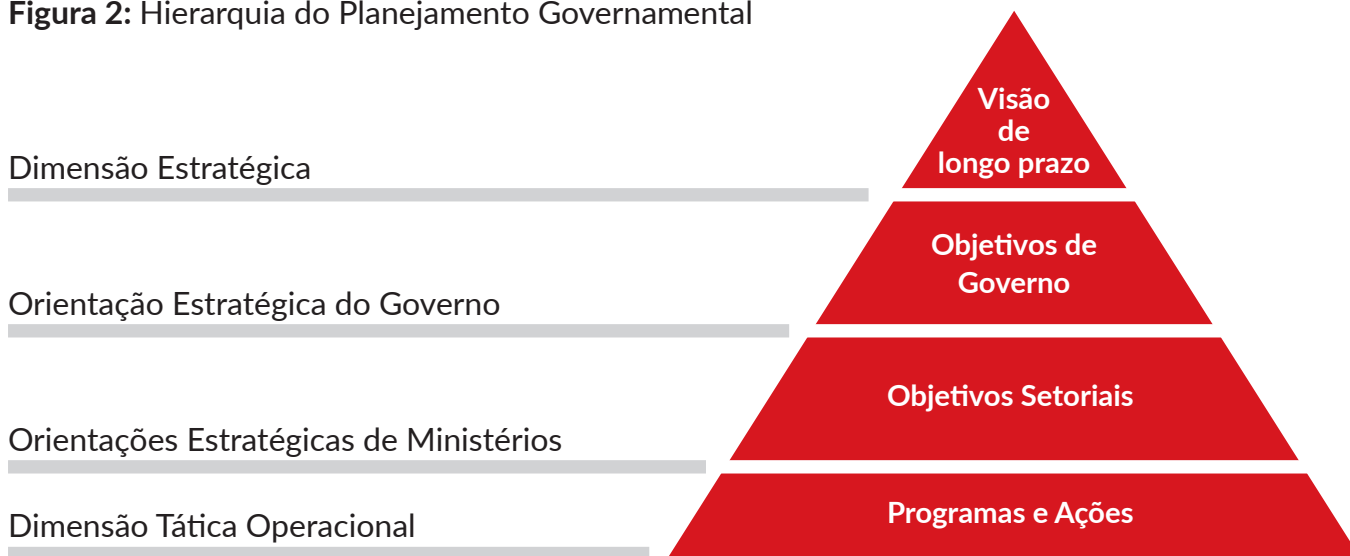 Figura 2: Hierarquia do Planejamento Governamental
Visão
de
longo prazo
Dimensão Estratégica
Objetivos de
Governo
Orientação Estratégica do Governo
Objetivos Setoriais
Orientações Estratégicas de Ministérios
Programas e Ações
Dimensão Tática Operacional